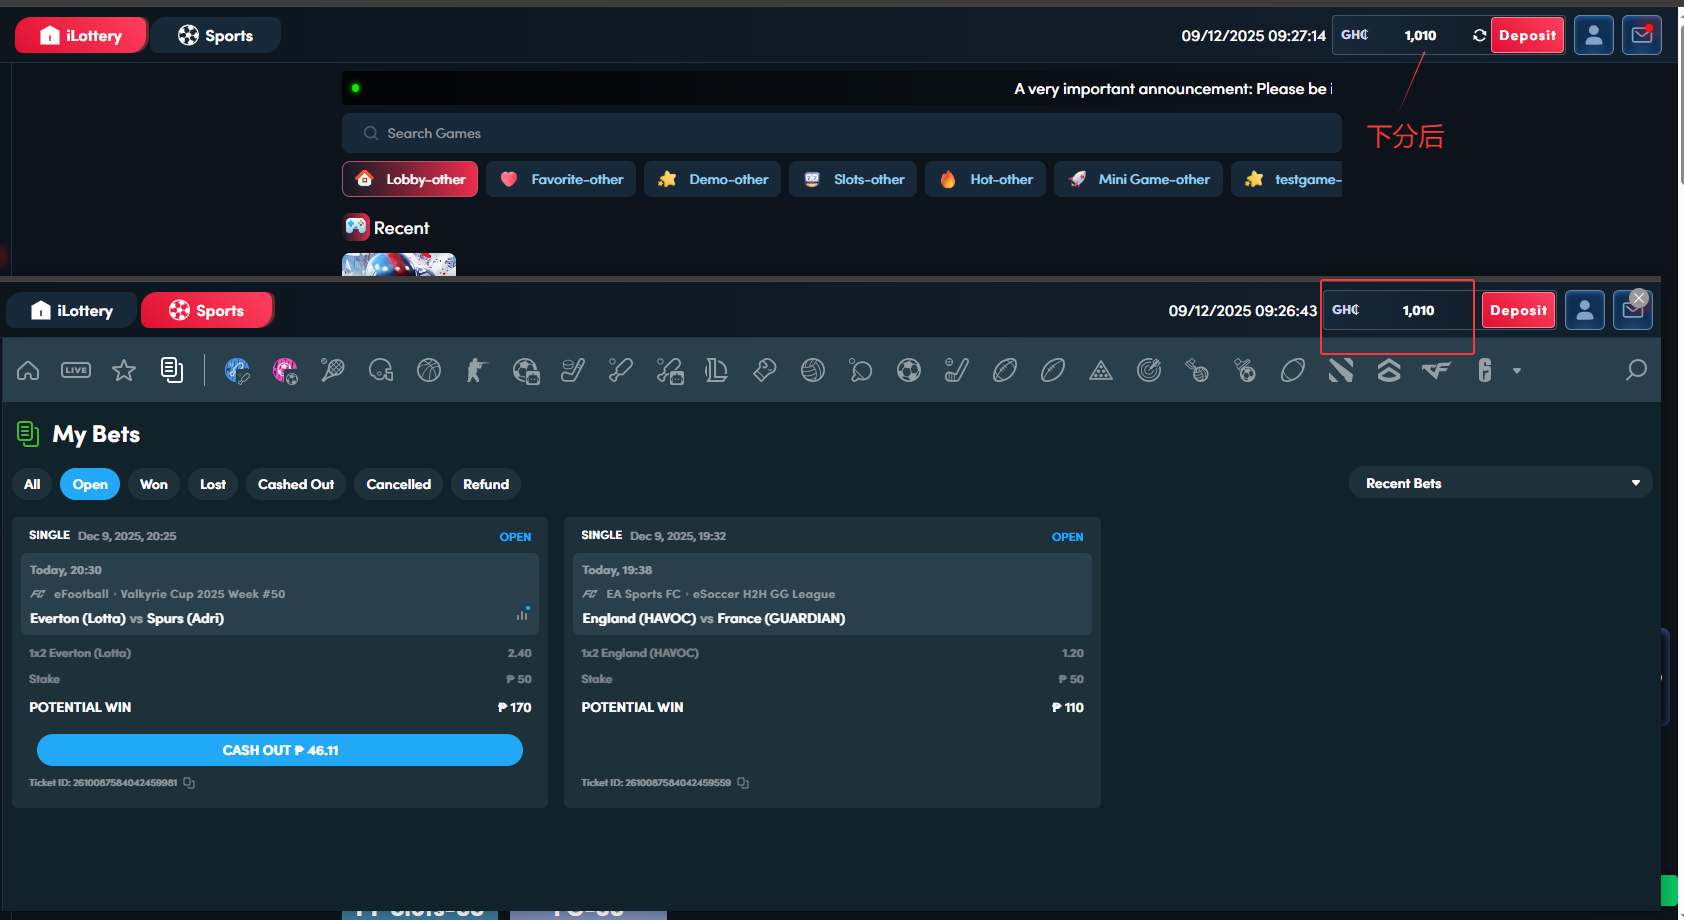 iLottery
Sports
09/12/2025 09:27:14
GH₵ 1,010
Deposit
A very important announcement: Please be i
下分后
Search Games
Lobby-other
Favorite-other
Demo-other
Slots-other
Hot-other
Mini Game-other
testgame-
Recent
iLottery
Sports
09/12/2025 09:26:43
GH₵ 1,010
Deposit
LIVE
My Bets
All
Open
Won
Lost
Cashed Out
Cancelled
Refund
Recent Bets
SINGLE Dec 9, 2025, 20:25 OPEN
Today, 20:30
eFootball · Valkyrie Cup 2025 Week #50
Everton (Lotta) vs Spurs (Adri)
1x2 Everton (Lotta) 2.40
Stake ₱ 50
POTENTIAL WIN ₱ 170
CASH OUT ₱ 46.11
Ticket ID: 2610087584042459981
SINGLE Dec 9, 2025, 19:32 OPEN
Today, 19:38
EA Sports FC · eSoccer H2H GG League
England (HAVOC) vs France (GUARDIAN)
1x2 England (HAVOC) 1.20
Stake ₱ 50
POTENTIAL WIN ₱ 110
Ticket ID: 2610087584042459559